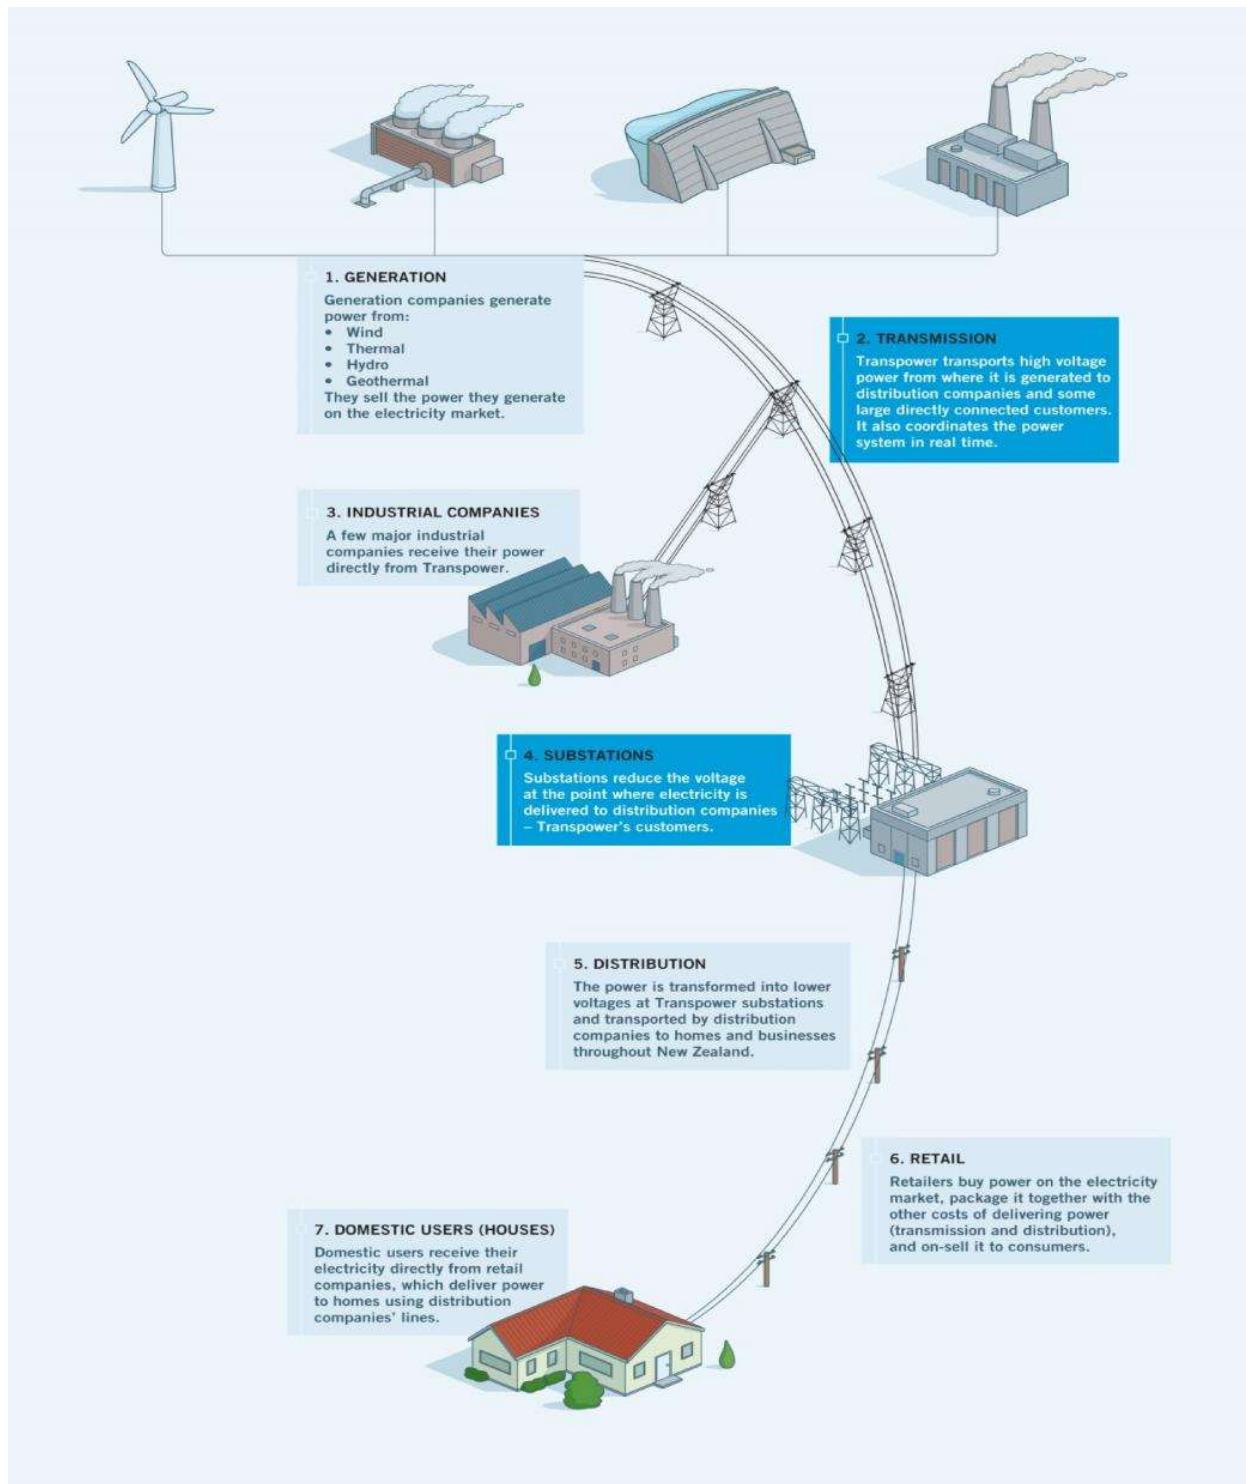 1. GENERATION
Generation companies generate
power from:
• Wind
• Thermal
• Hydro
• Geothermal
They sell the power they generate
on the electricity market.
2. TRANSMISSION
Transpower transports high voltage
power from where it is generated to
distribution companies and some
large directly connected customers.
It also coordinates the power
system in real time.
3. INDUSTRIAL COMPANIES
A few major industrial
companies receive their power
directly from Transpower.
4. SUBSTATIONS
Substations reduce the voltage
at the point where electricity is
delivered to distribution companies
– Transpower’s customers.
5. DISTRIBUTION
The power is transformed into lower
voltages at Transpower substations
and transported by distribution
companies to homes and businesses
throughout New Zealand.
6. RETAIL
Retailers buy power on the electricity
market, package it together with the
other costs of delivering power
(transmission and distribution),
and on-sell it to consumers.
7. DOMESTIC USERS (HOUSES)
Domestic users receive their
electricity directly from retail
companies, which deliver power
to homes using distribution
companies’ lines.